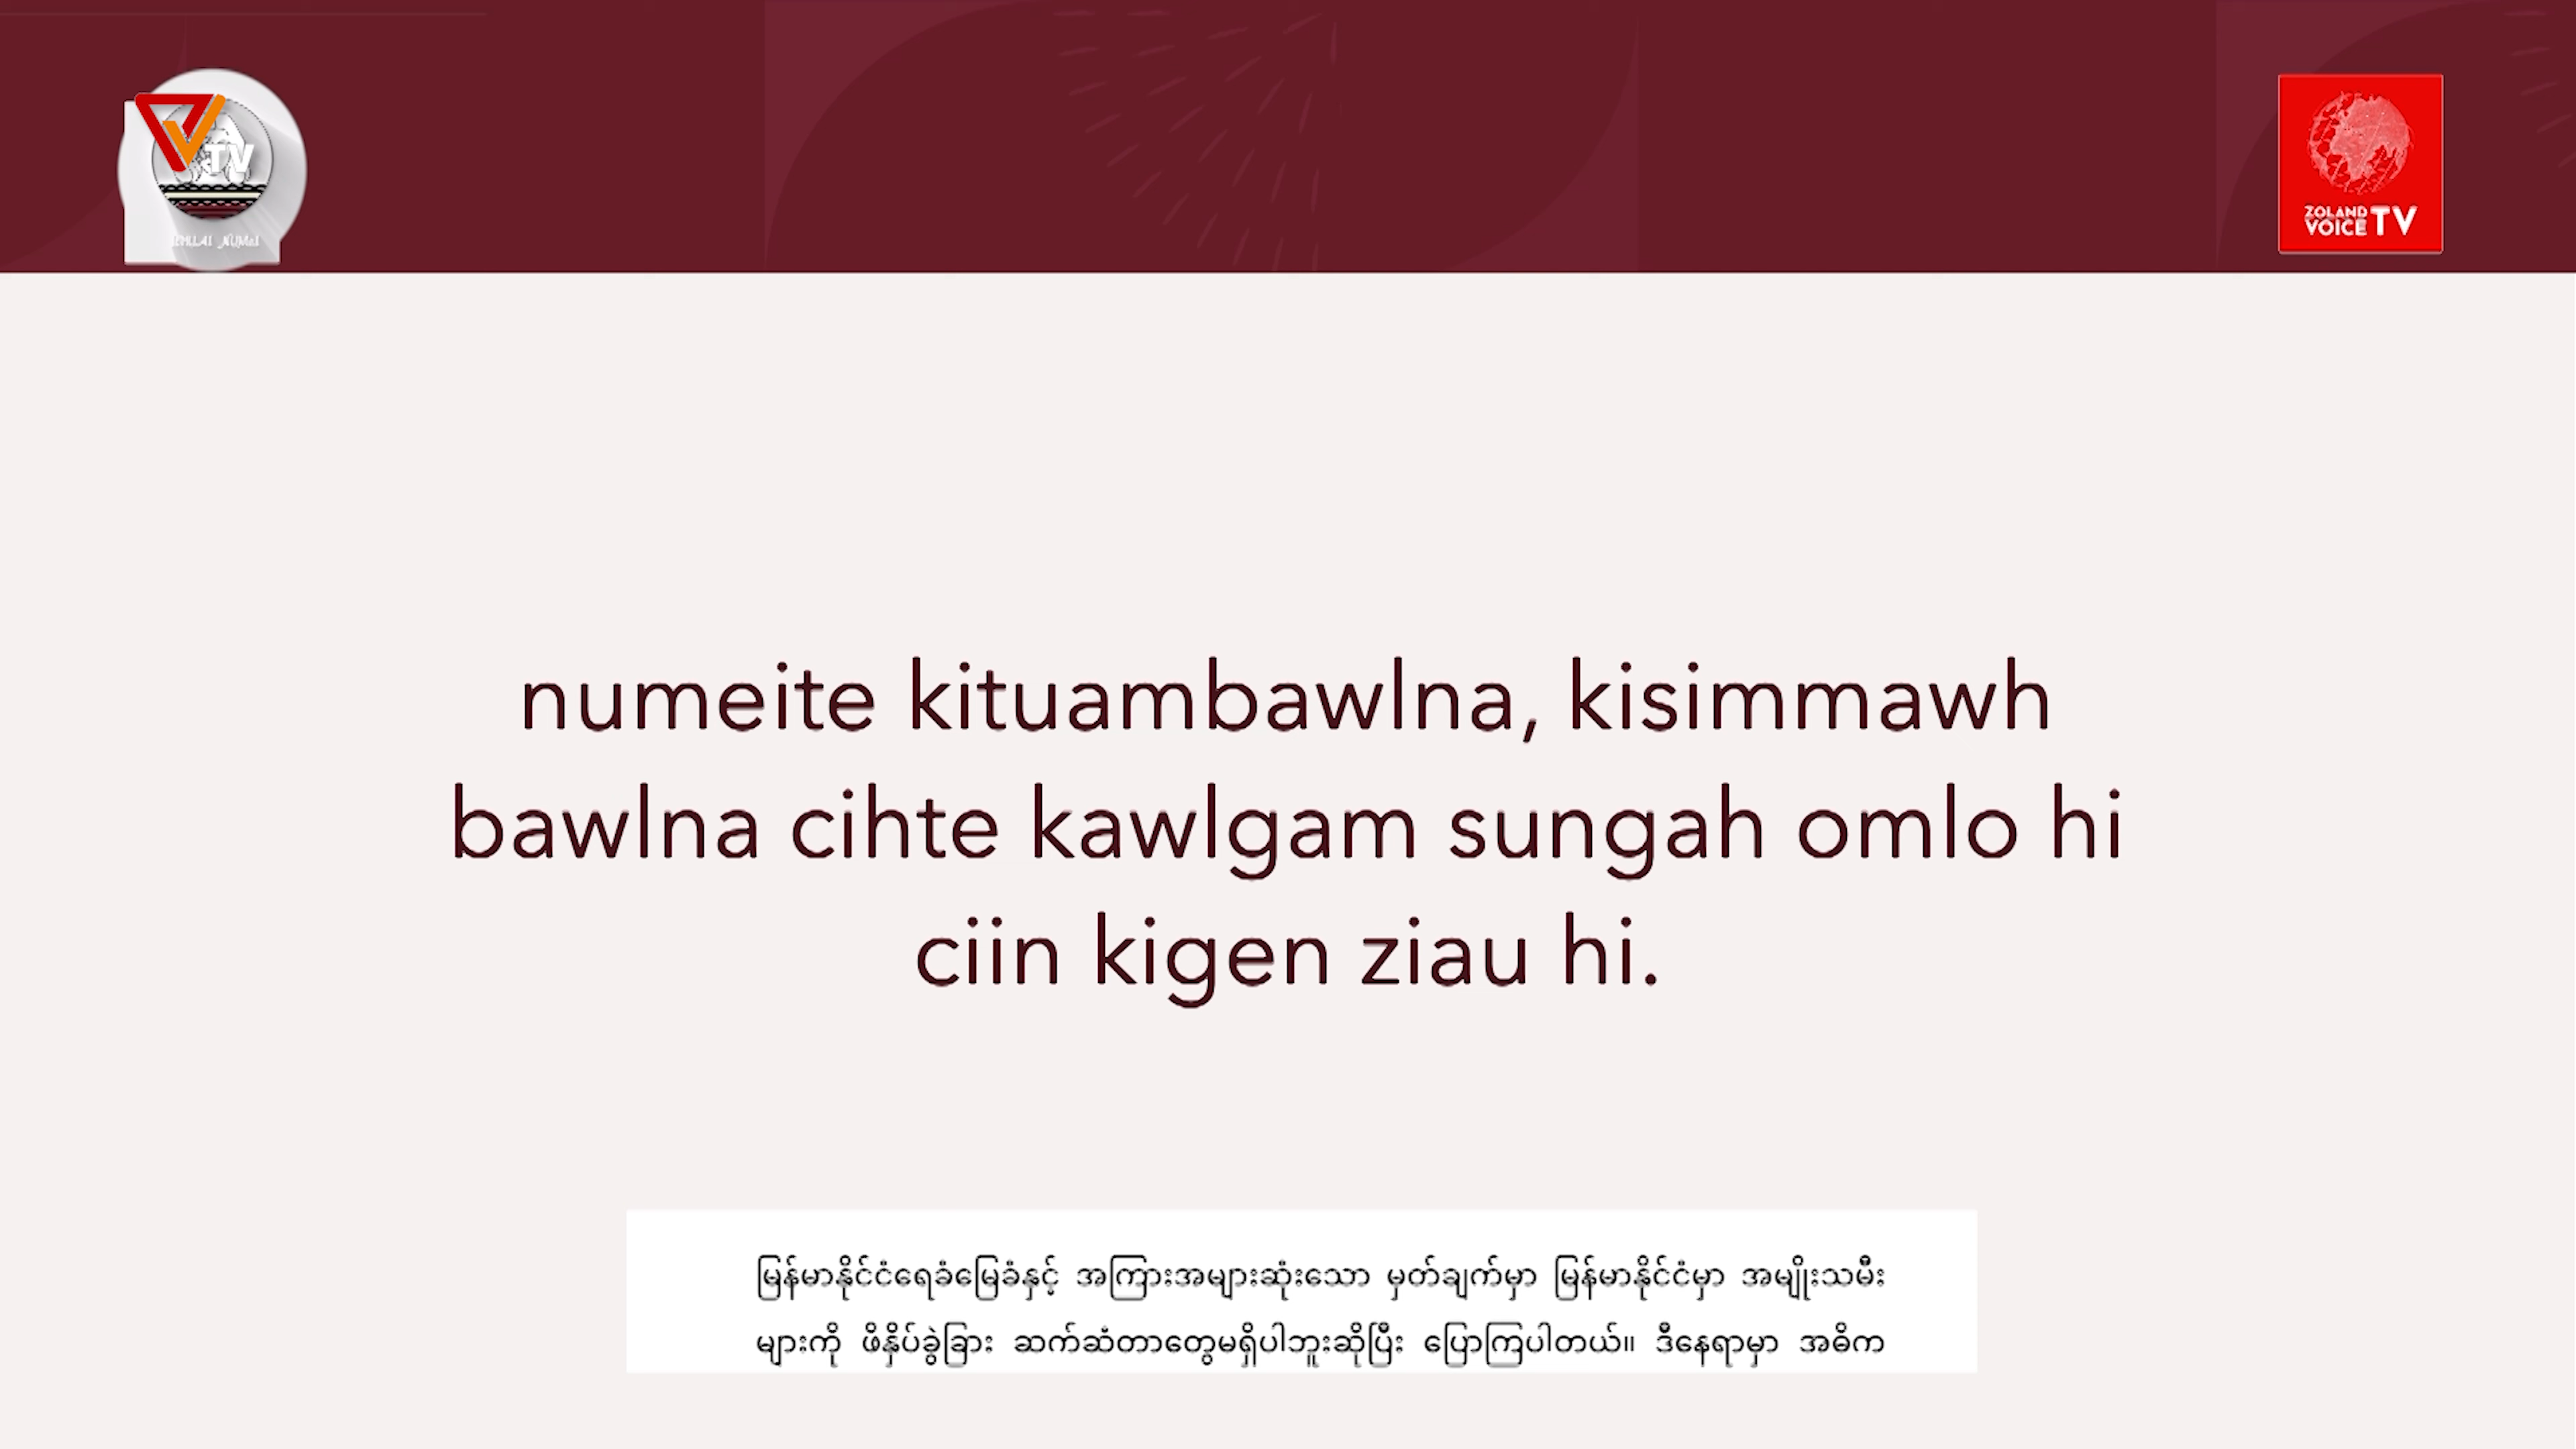 TV
ZOLAND
VOICE TV
numeite kituambawlna, kisimmawh
bawlna cihte kawlgam sungah omlo hi
ciin kigen ziau hi.
မြန်မာနိုင်ငံရေခံမြေခံနှင့် အကြားအများဆုံးသော မှတ်ချက်မှာ မြန်မာနိုင်ငံမှာ အမျိုးသမီး
များကို ဖိနှိပ်ခွဲခြား ဆက်ဆံတာတွေမရှိပါဘူးဆိုပြီး ပြောကြပါတယ်။ ဒီနေရာမှာ အဓိက